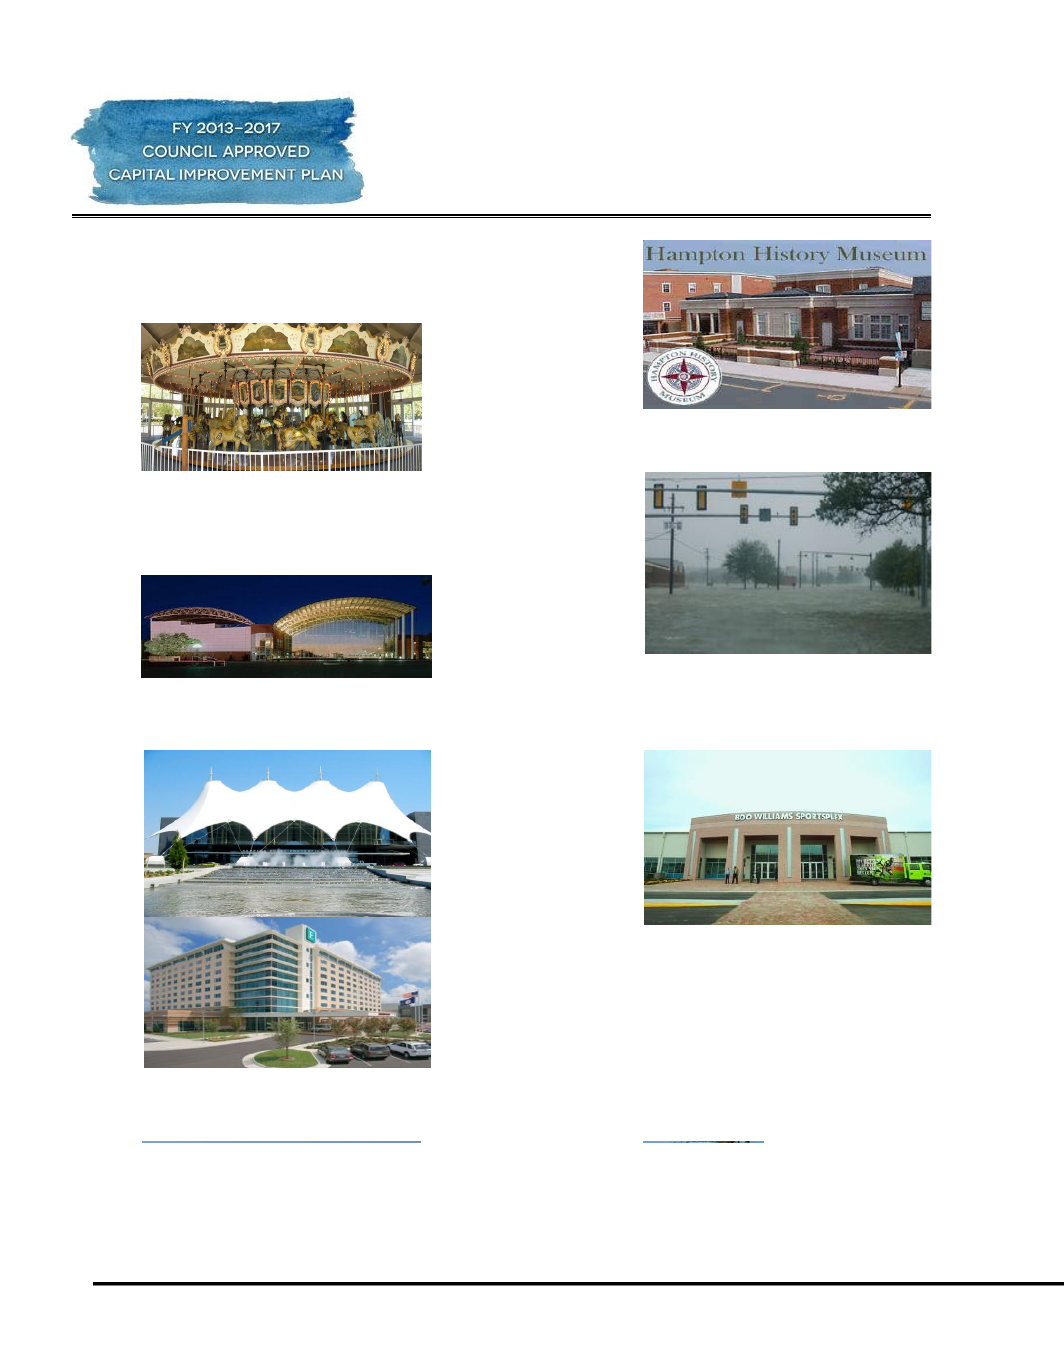 FY 2013–2017
COUNCIL APPROVED
CAPITAL IMPROVEMENT PLAN
Hampton History Museum
HAMPTON HISTORY
MUSEUM
BOO WILLIAMS SPORTSPLEX